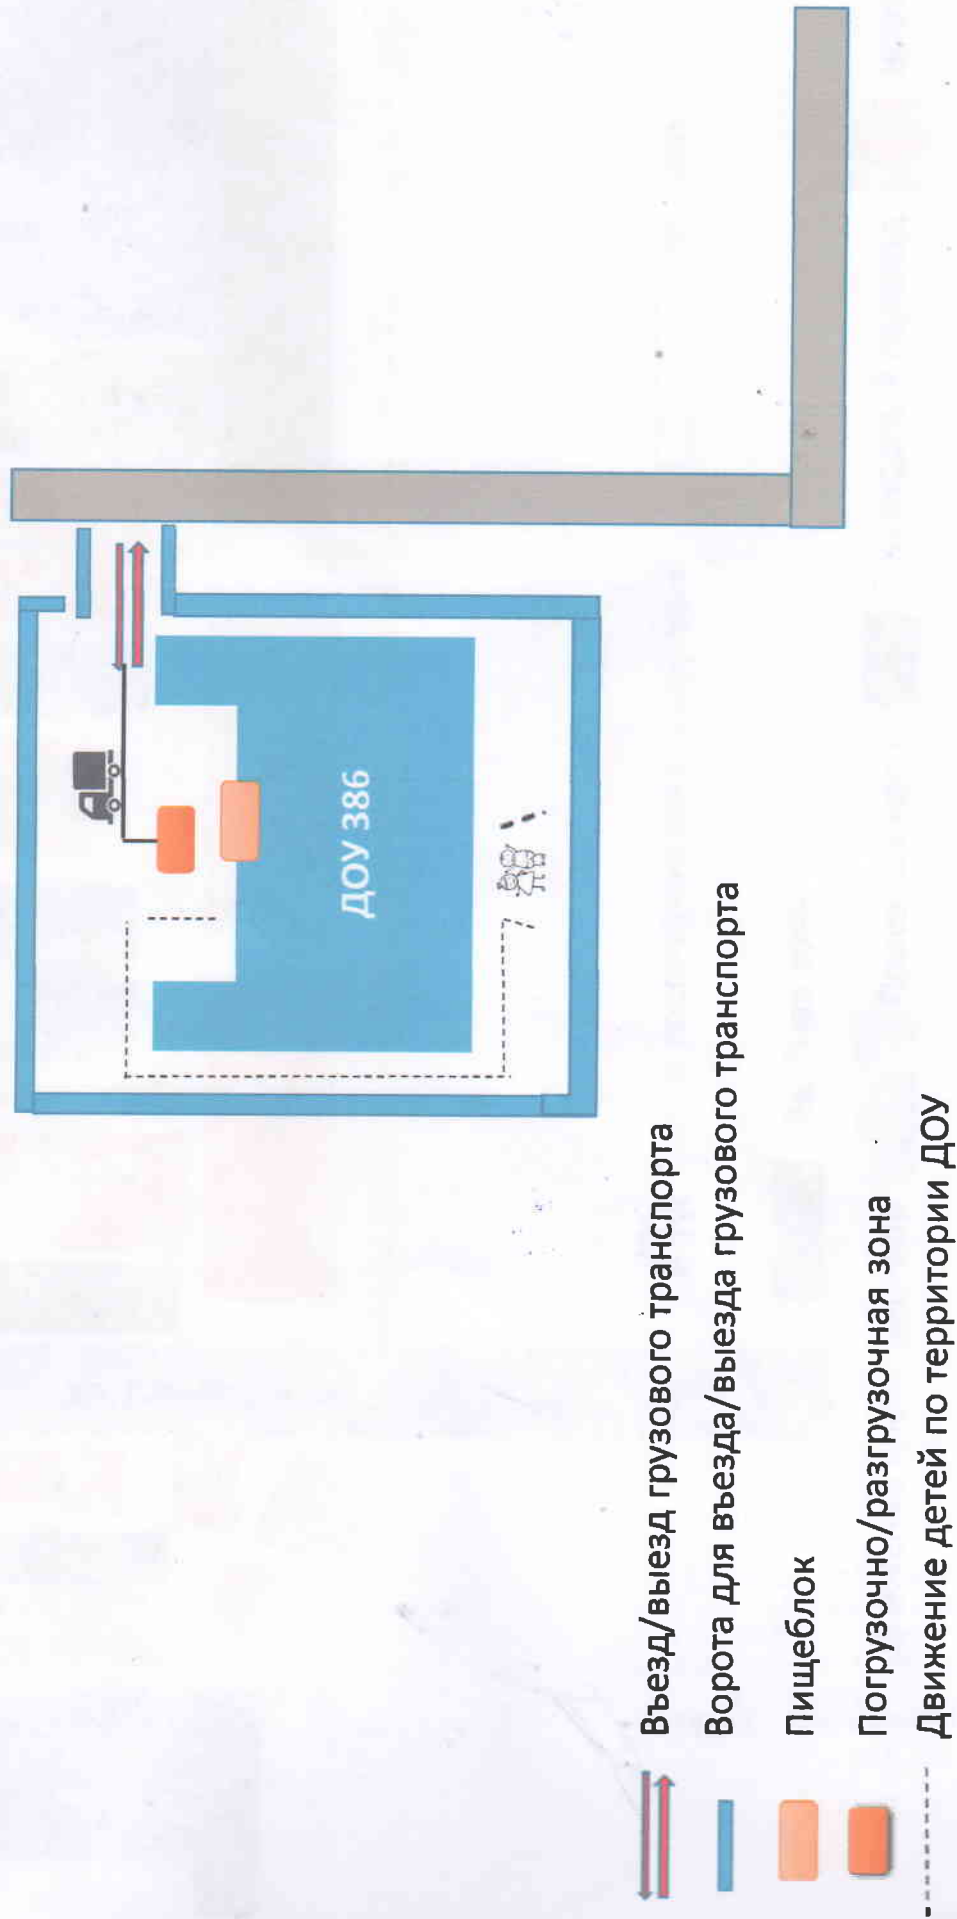 ДОУ 386
Въезд/выезд грузового транспорта
Ворота для въезда/выезда грузового транспорта
Пищеблок
Погрузочно/разгрузочная зона
Движение детей по территории ДОУ